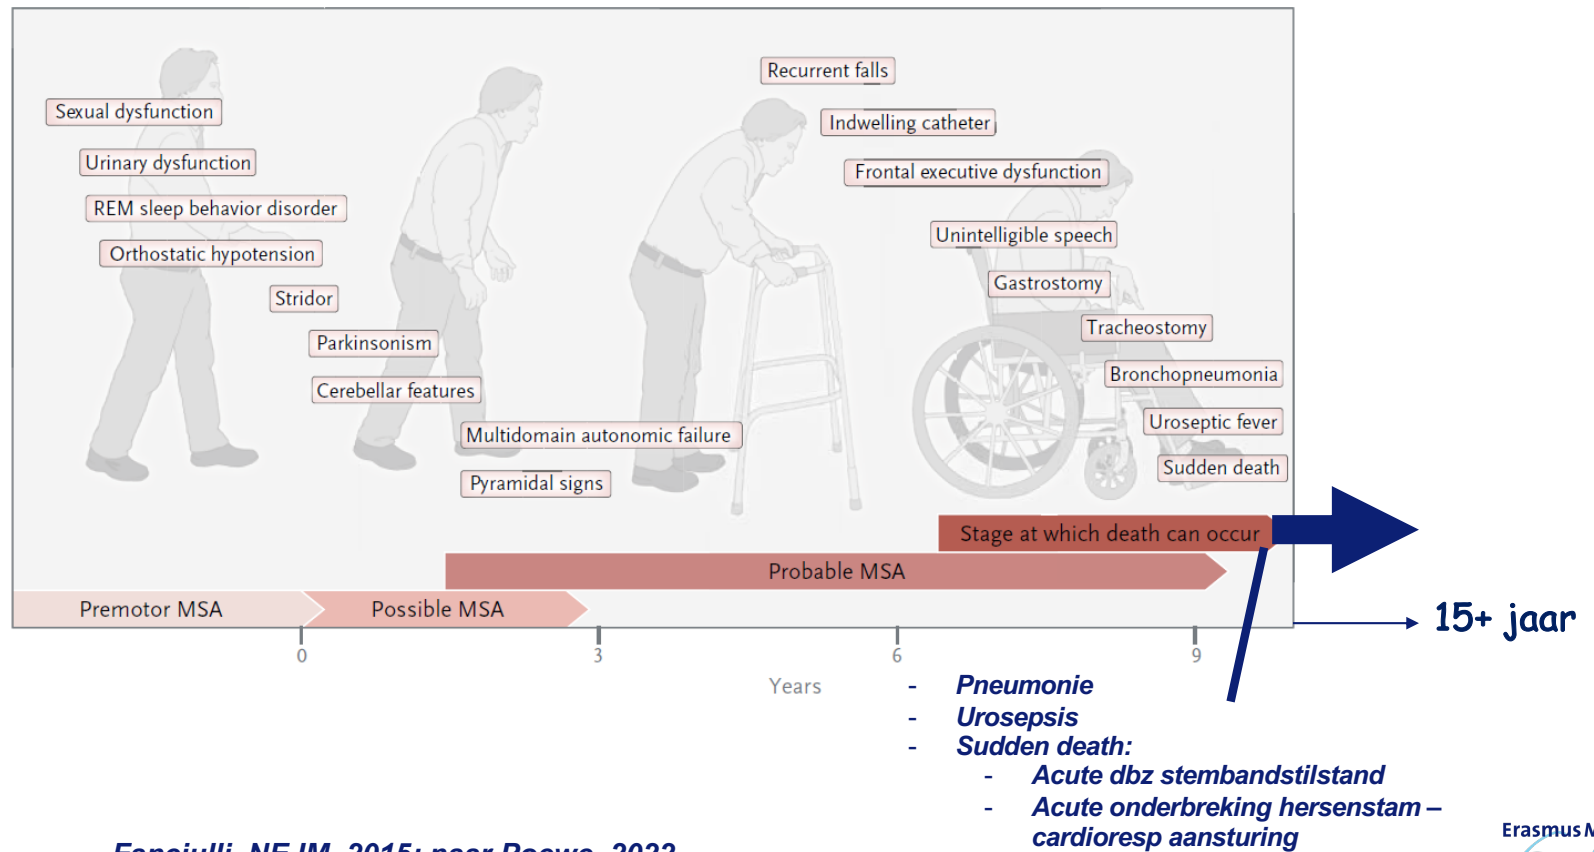 Recurrent falls
Sexual dysfunction
Indwelling catheter
Urinary dysfunction
Frontal executive dysfunction
REM sleep behavior disorder
Unintelligible speech
Orthostatic hypotension
Gastrostomy
Stridor
Tracheostomy
Parkinsonism
Bronchopneumonia
Cerebellar features
Uroseptic fever
Multidomain autonomic failure
Sudden death
Pyramidal signs
Stage at which death can occur
Probable MSA
Premotor MSA
Possible MSA
15+ jaar
0 3 6 9
Years
- Pneumonie
- Urosepsis
- Sudden death:
- Acute dbz stembandstilstand
- Acute onderbreking hersenstam –
cardioresp aansturing
Erasmus M
2015; naar
2022